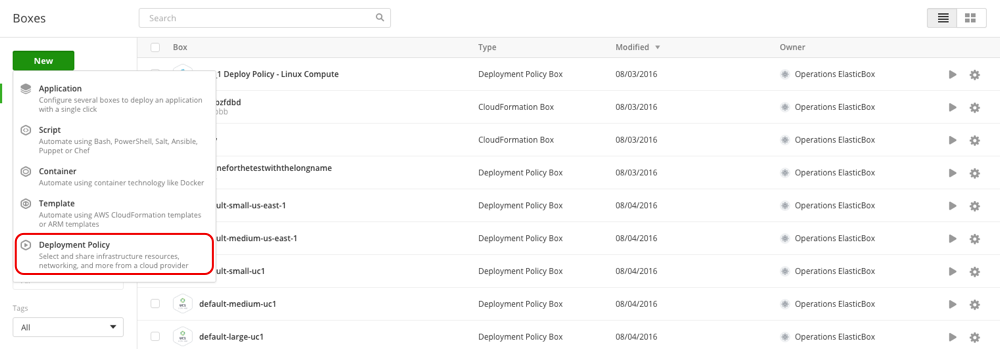 Boxes
Search
New
Application
Configure several boxes to deploy an application
with a single click
Script
Automate using Bash, PowerShell, Salt, Ansible,
Puppet or Chef
Container
Automate using container technology like Docker
Template
Automate using AWS CloudFormation templates
or ARM templates
Deployment Policy
Select and share infrastructure resources,
networking, and more from a cloud provider
Tags
All
Box Type Modified Owner
1 Deploy Policy - Linux Compute Deployment Policy Box 08/03/2016 Operations ElasticBox
ozfdbd CloudFormation Box 08/03/2016 Operations ElasticBox
bb
CloudFormation Box 08/03/2016 Operations ElasticBox
neforthetestwiththelongname Deployment Policy Box 08/03/2016 Operations ElasticBox
ult-small-us-east-1 Deployment Policy Box 08/04/2016 Operations ElasticBox
ult-medium-us-east-1 Deployment Policy Box 08/04/2016 Operations ElasticBox
ult-small-uc1 Deployment Policy Box 08/04/2016 Operations ElasticBox
default-medium-uc1 Deployment Policy Box 08/04/2016 Operations ElasticBox
default-large-uc1 Deployment Policy Box 08/04/2016 Operations ElasticBox